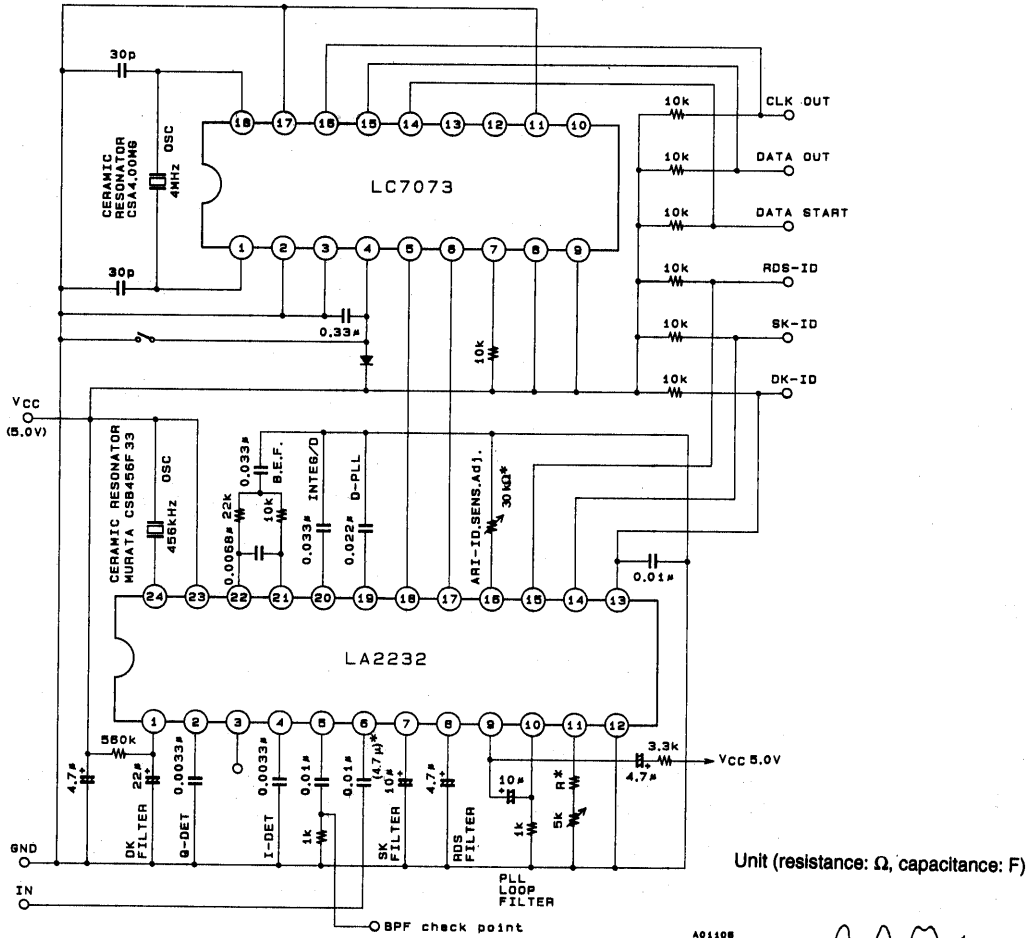 30p
18 17 16 15 14 13 12 11 10
CERAMIC
RESONATOR
CSA4.00MG
OSC
4MHz
LC7073
1 2 3 4 5 6 7 8 9
30p
0.33μ
10k
10k
CLK OUT
10k
DATA OUT
10k
DATA START
10k
RDS-ID
10k
SK-ID
10k
DK-ID
VCC
(5.0V)
CERAMIC RESONATOR
MURATA CSB456F33
OSC
456kHz
0.0068μ
22k
0.033μ
B.E.F.
10k
0.033μ
INTEG/D
0.022μ
D-PLL
ARI-ID.SENS.Adj.
30kΩ*
0.01μ
24 23 22 21 20 19 18 17 16 15 14 13
LA2232
1 2 3 4 5 6 7 8 9 10 11 12
560k
4.7μ
+
22μ
+
DK
FILTER
0.0033μ
Q-DET
0.0033μ
I-DET
0.01μ
1k
0.01μ
(4.7μ)*
10μ
+
SK
FILTER
4.7μ
+
RDS
FILTER
10μ
+
1k
R*
5k
3.3k
+
4.7μ
VCC 5.0V
GND
IN
PLL
LOOP
FILTER
BPF check point
Unit (resistance: Ω, capacitance: F)
A01106